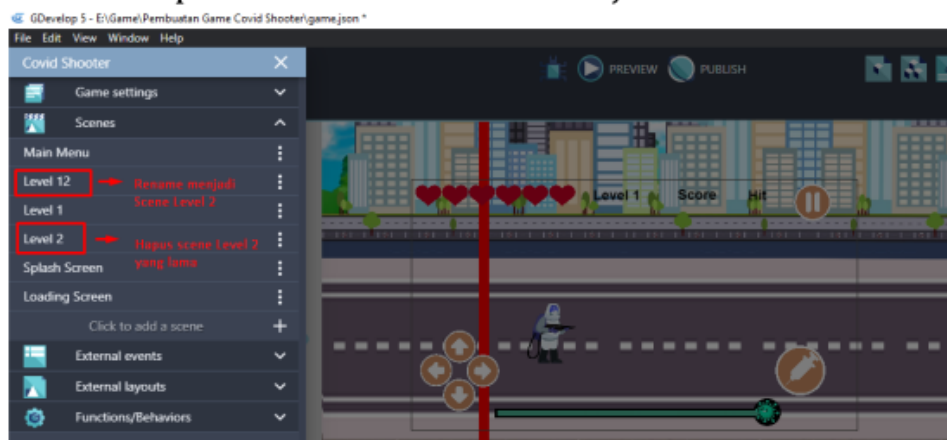 GDevelop 5 - E:\Game\Pembuatan Game Covid Shooter\game.json *
File Edit View Window Help
Covid Shooter
PREVIEW PUBLISH
Game settings
Scenes
Main Menu
Level 12
Rename menjadi
Scene Level 2
Level 1
Level 2
Hapus scene Level 2
yang lama
Splash Screen
Loading Screen
Click to add a scene
External events
External layouts
Functions/Behaviors
Level 1 Score Hit